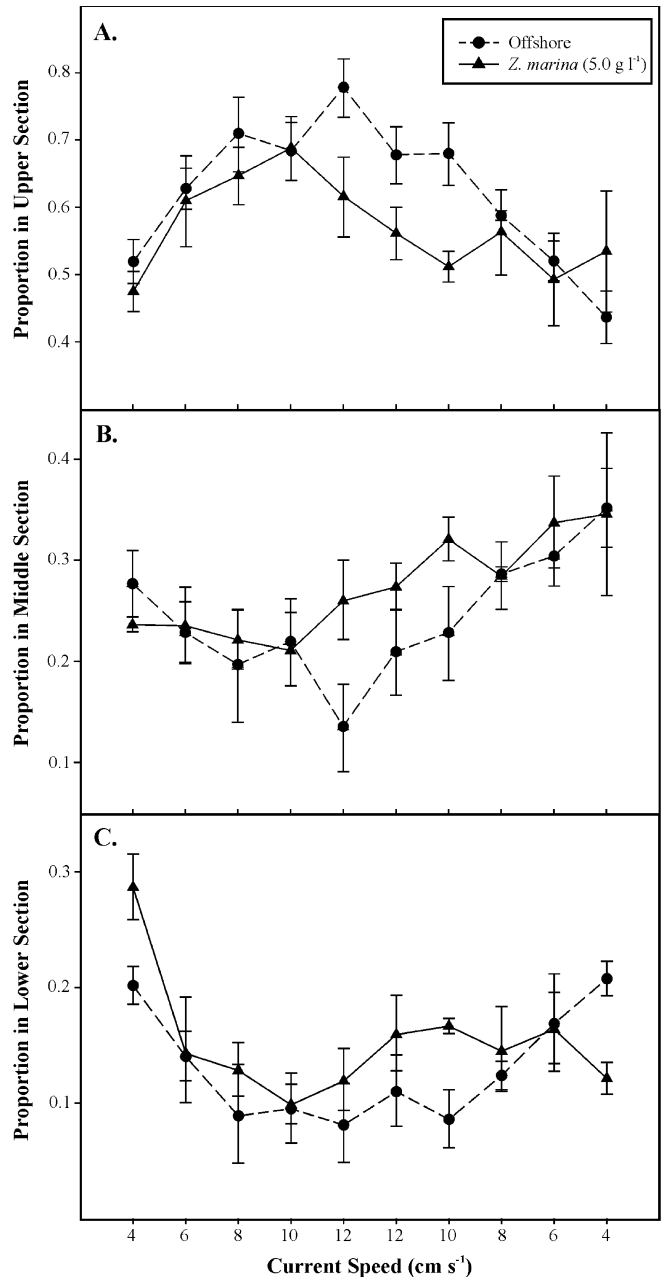 A.
Offshore
Z. marina (5.0 g l⁻¹)
Proportion in Upper Section
0.8
0.7
0.6
0.5
0.4
B.
Proportion in Middle Section
0.4
0.3
0.2
0.1
C.
Proportion in Lower Section
0.3
0.2
0.1
4 6 8 10 12 12 10 8 6 4
Current Speed (cm s⁻¹)